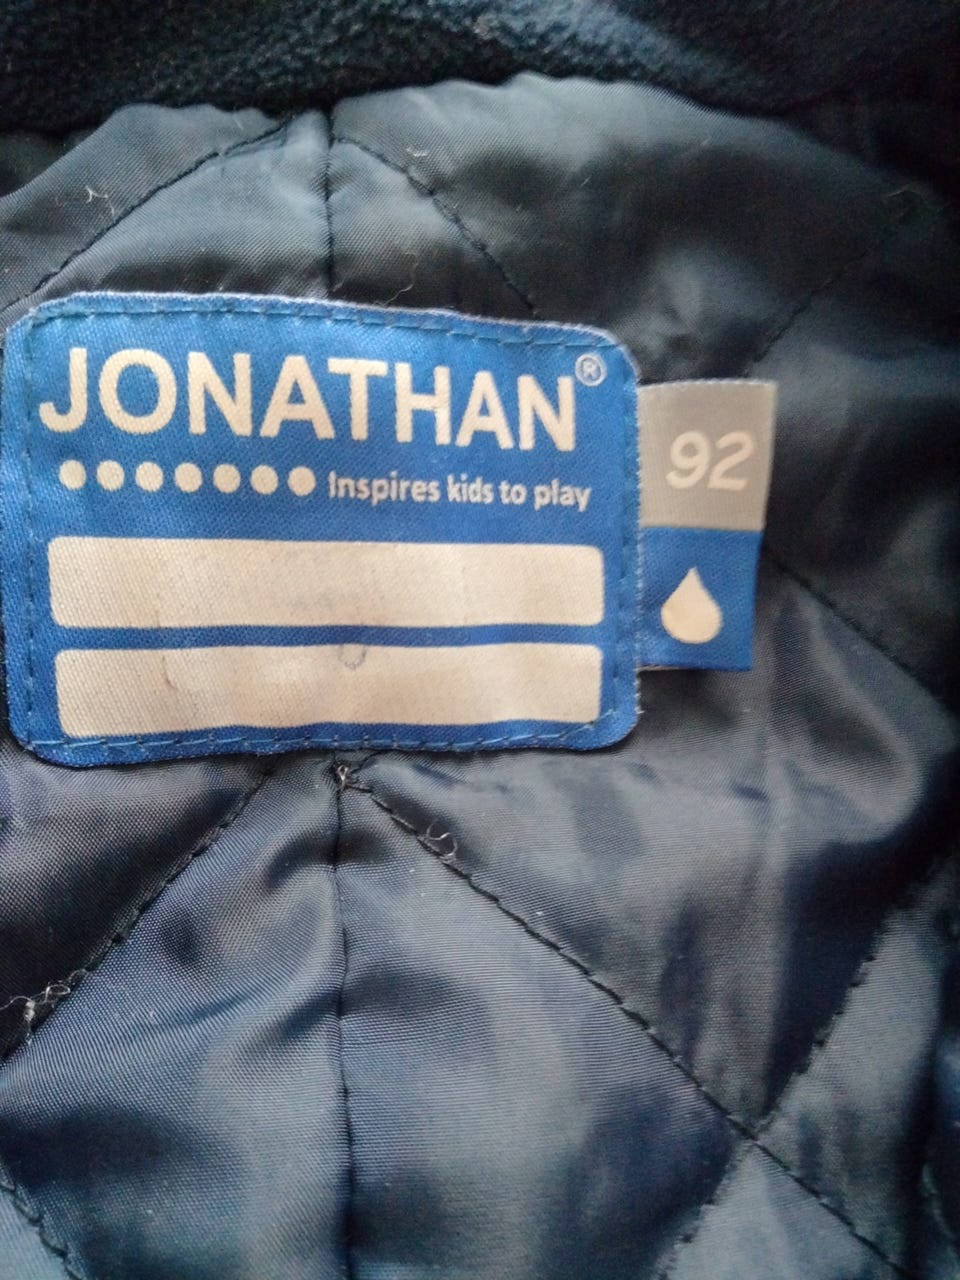 JONATHAN®
Inspires kids to play
92